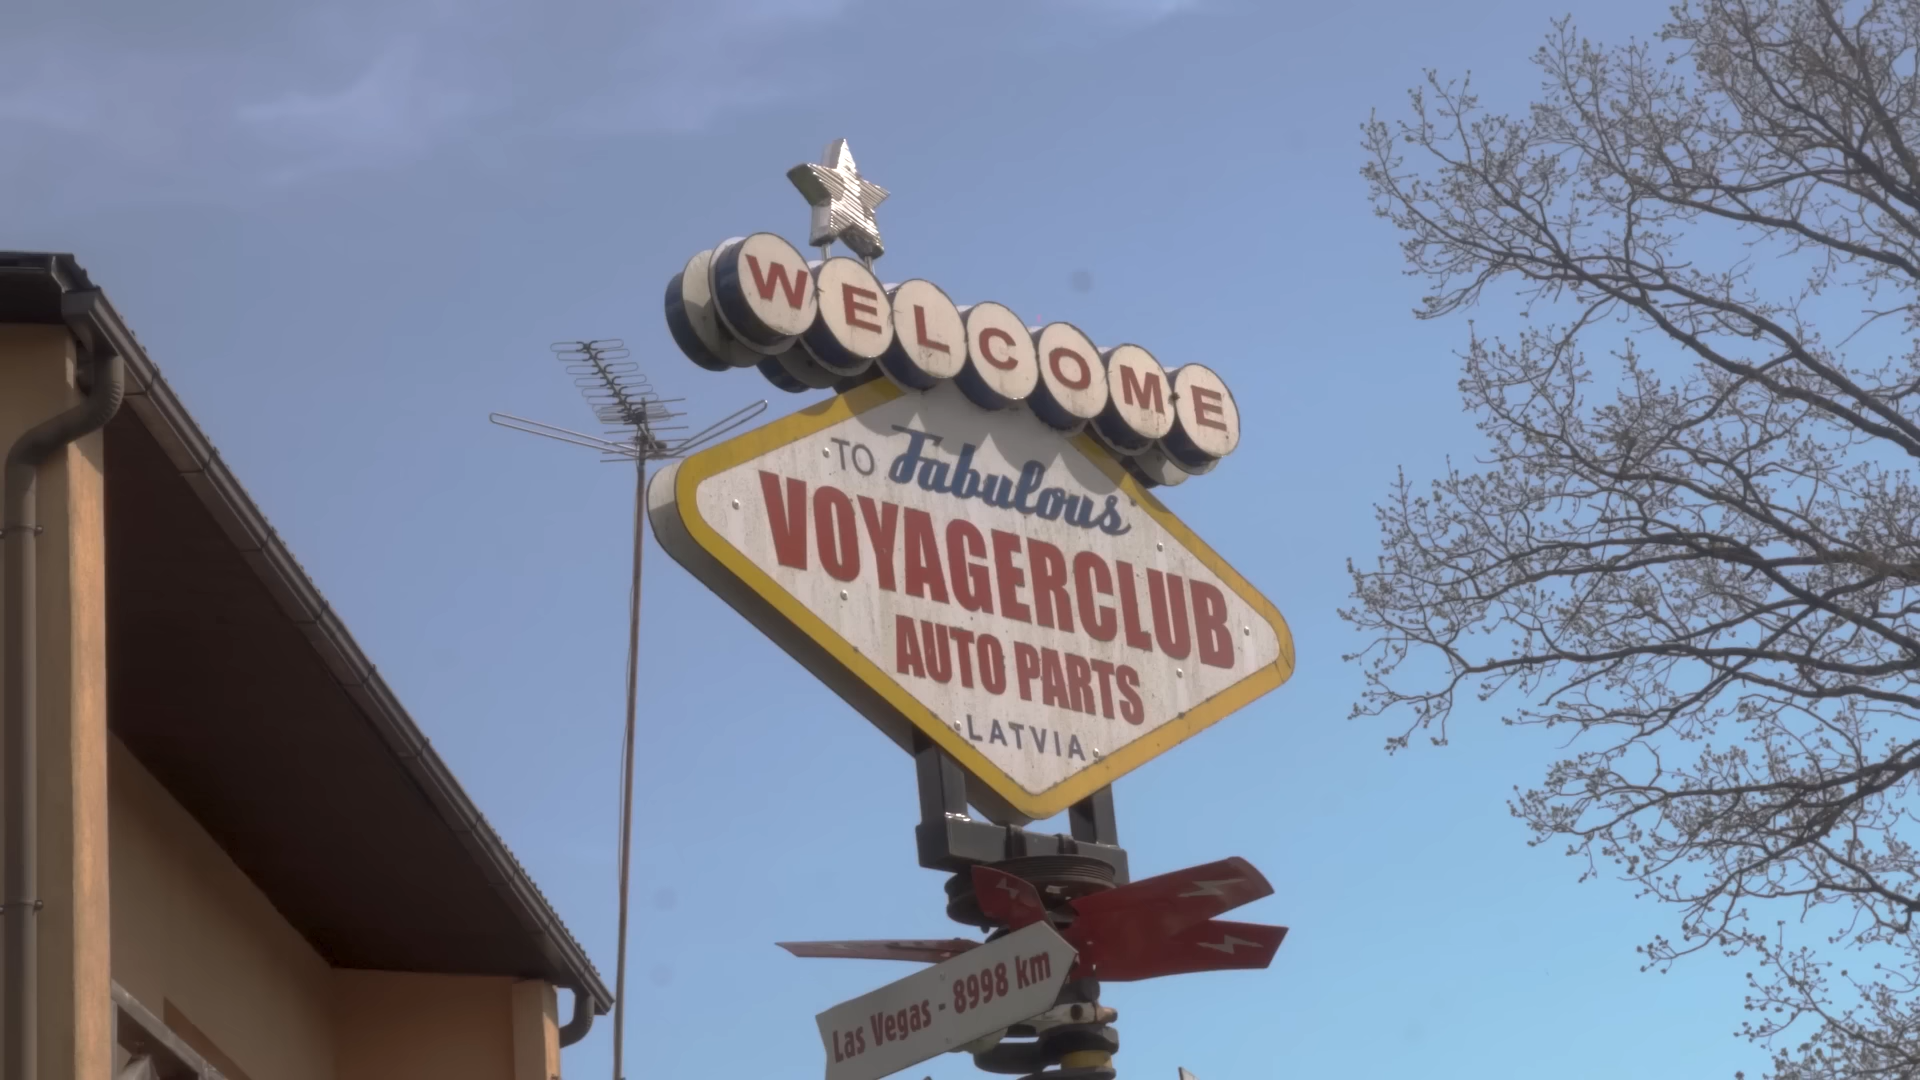 WELCOME
TO Fabulous
VOYAGERCLUB
AUTO PARTS
LATVIA
Las Vegas - 8998 km